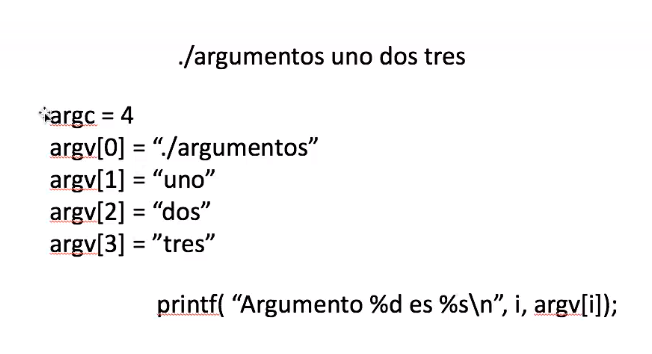 ./argumentos uno dos tres
argc = 4
argv[0] = “./argumentos”
argv[1] = “uno”
argv[2] = “dos”
argv[3] = ”tres”
printf( “Argumento %d es %s\n”, i, argv[i]);